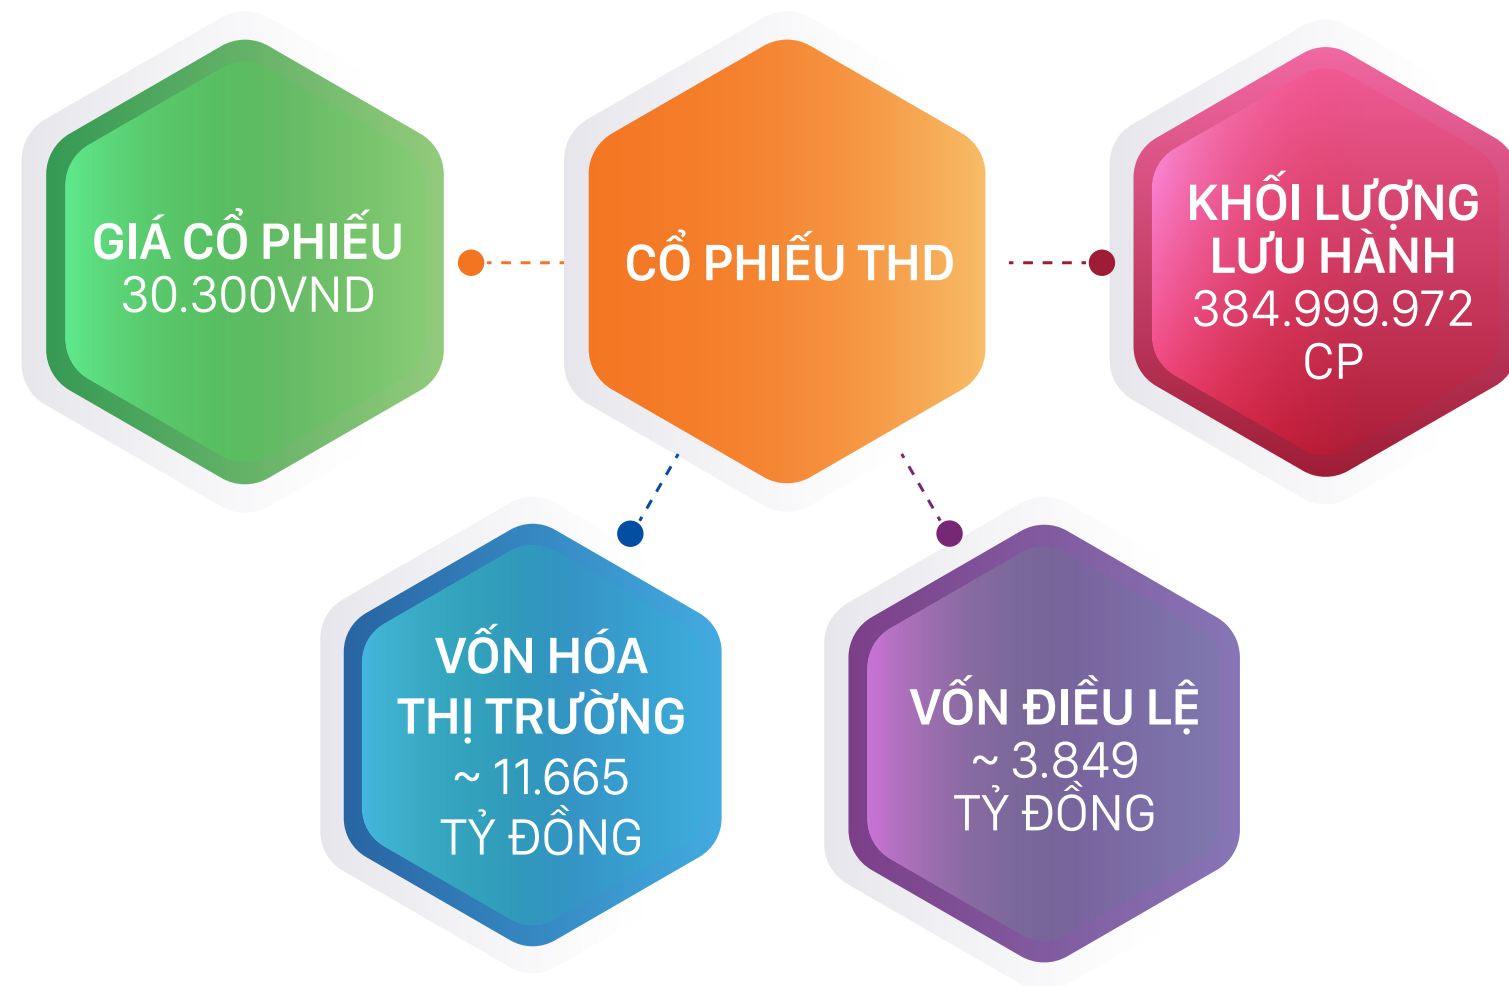 GIÁ CỔ PHIẾU
30.300VND
CỔ PHIẾU THD
KHỐI LƯỢNG
LƯU HÀNH
384.999.972
CP
VỐN HÓA
THỊ TRƯỜNG
~ 11.665
TỶ ĐỒNG
VỐN ĐIỀU LỆ
~ 3.849
TỶ ĐỒNG